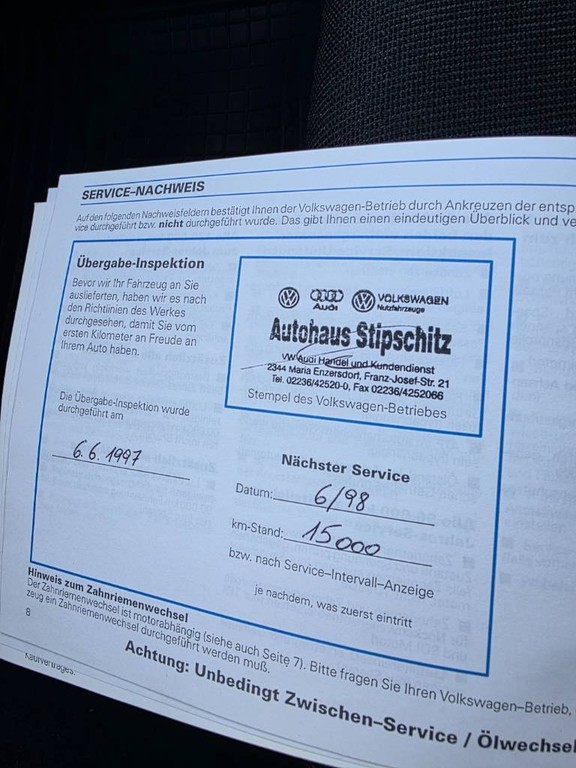 SERVICE–NACHWEIS
Auf den folgenden Nachweisfeldern bestätigt Ihnen der Volkswagen-Betrieb durch Ankreuzen der entsp
vice durchgeführt bzw. nicht durchgeführt wurde. Das gibt Ihnen einen eindeutigen Überblick und ve
Übergabe-Inspektion
Bevor wir Ihr Fahrzeug an Sie
auslieferten, haben wir es nach
den Richtlinien des Werkes
durchgesehen, damit Sie vom
ersten Kilometer an Freude an
Ihrem Auto haben.
Die Übergabe-Inspektion wurde
durchgeführt am
6.6.1997
Audi
VOLKSWAGEN
Nutzfahrzeuge
Autohaus Stipschitz
VW Audi Handel und Kundendienst
2344 Maria Enzersdorf, Franz-Josef-Str. 21
Tel. 02236/42520-0, Fax 02236/4252066
Stempel des Volkswagen-Betriebes
Nächster Service
Datum: 6/98
km-Stand: 15000
bzw. nach Service–Intervall–Anzeige
je nachdem, was zuerst eintritt
Hinweis zum Zahnriemenwechsel
Der Zahnriemenwechsel ist motorabhängig (siehe auch Seite 7). Bitte fragen Sie Ihren Volkswagen–Betrieb,
zeug ein Zahnriemenwechsel durchgeführt werden muß.
8
Kaufvertrages.
Achtung: Unbedingt Zwischen–Service / Ölwechsel